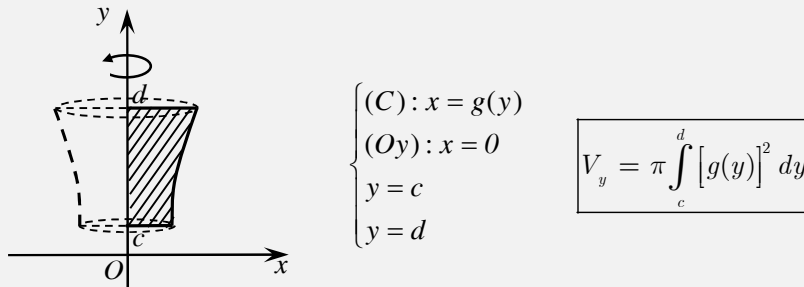 y
d
c
O
x
(C) : x = g(y)
(Oy) : x = 0
y = c
y = d
V_y = π∫_c^d [g(y)]^2 dy